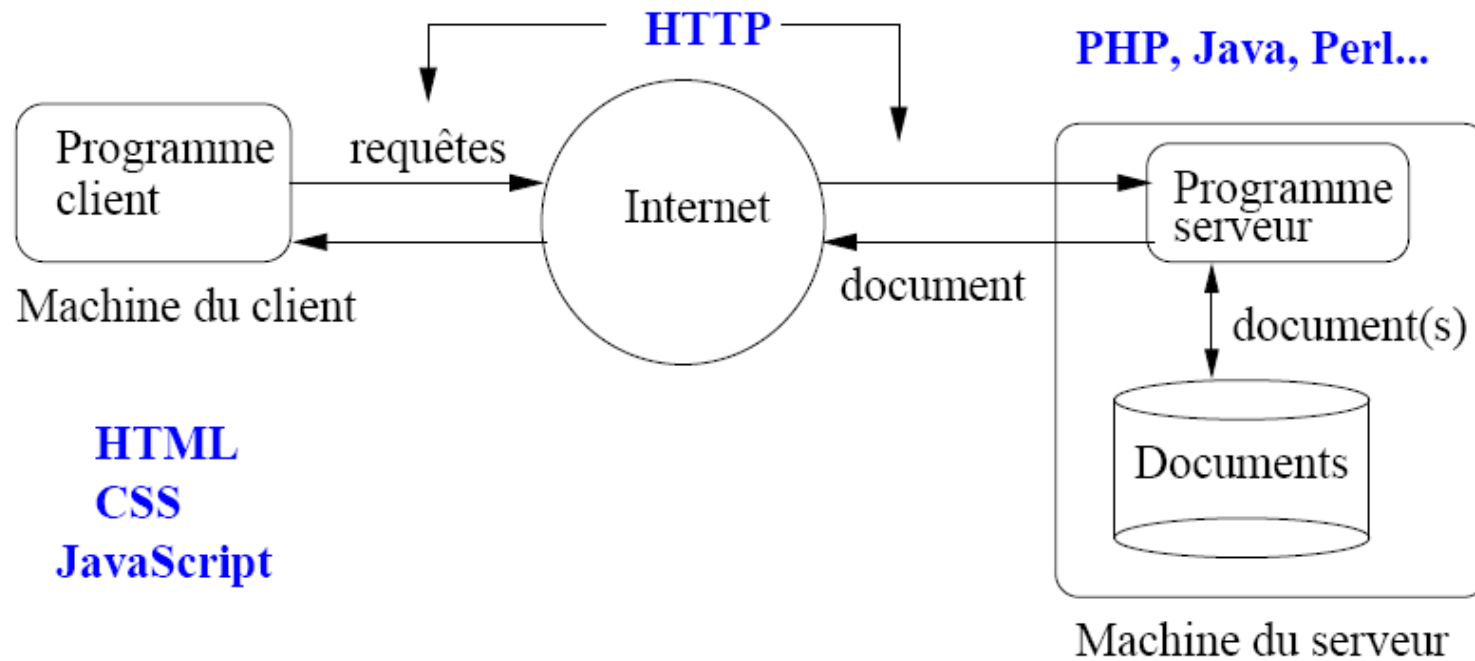 HTTP
PHP, Java, Perl...
Programme
client
requêtes
Internet
Programme
serveur
Machine du client
document
document(s)
HTML
CSS
JavaScript
Documents
Machine du serveur